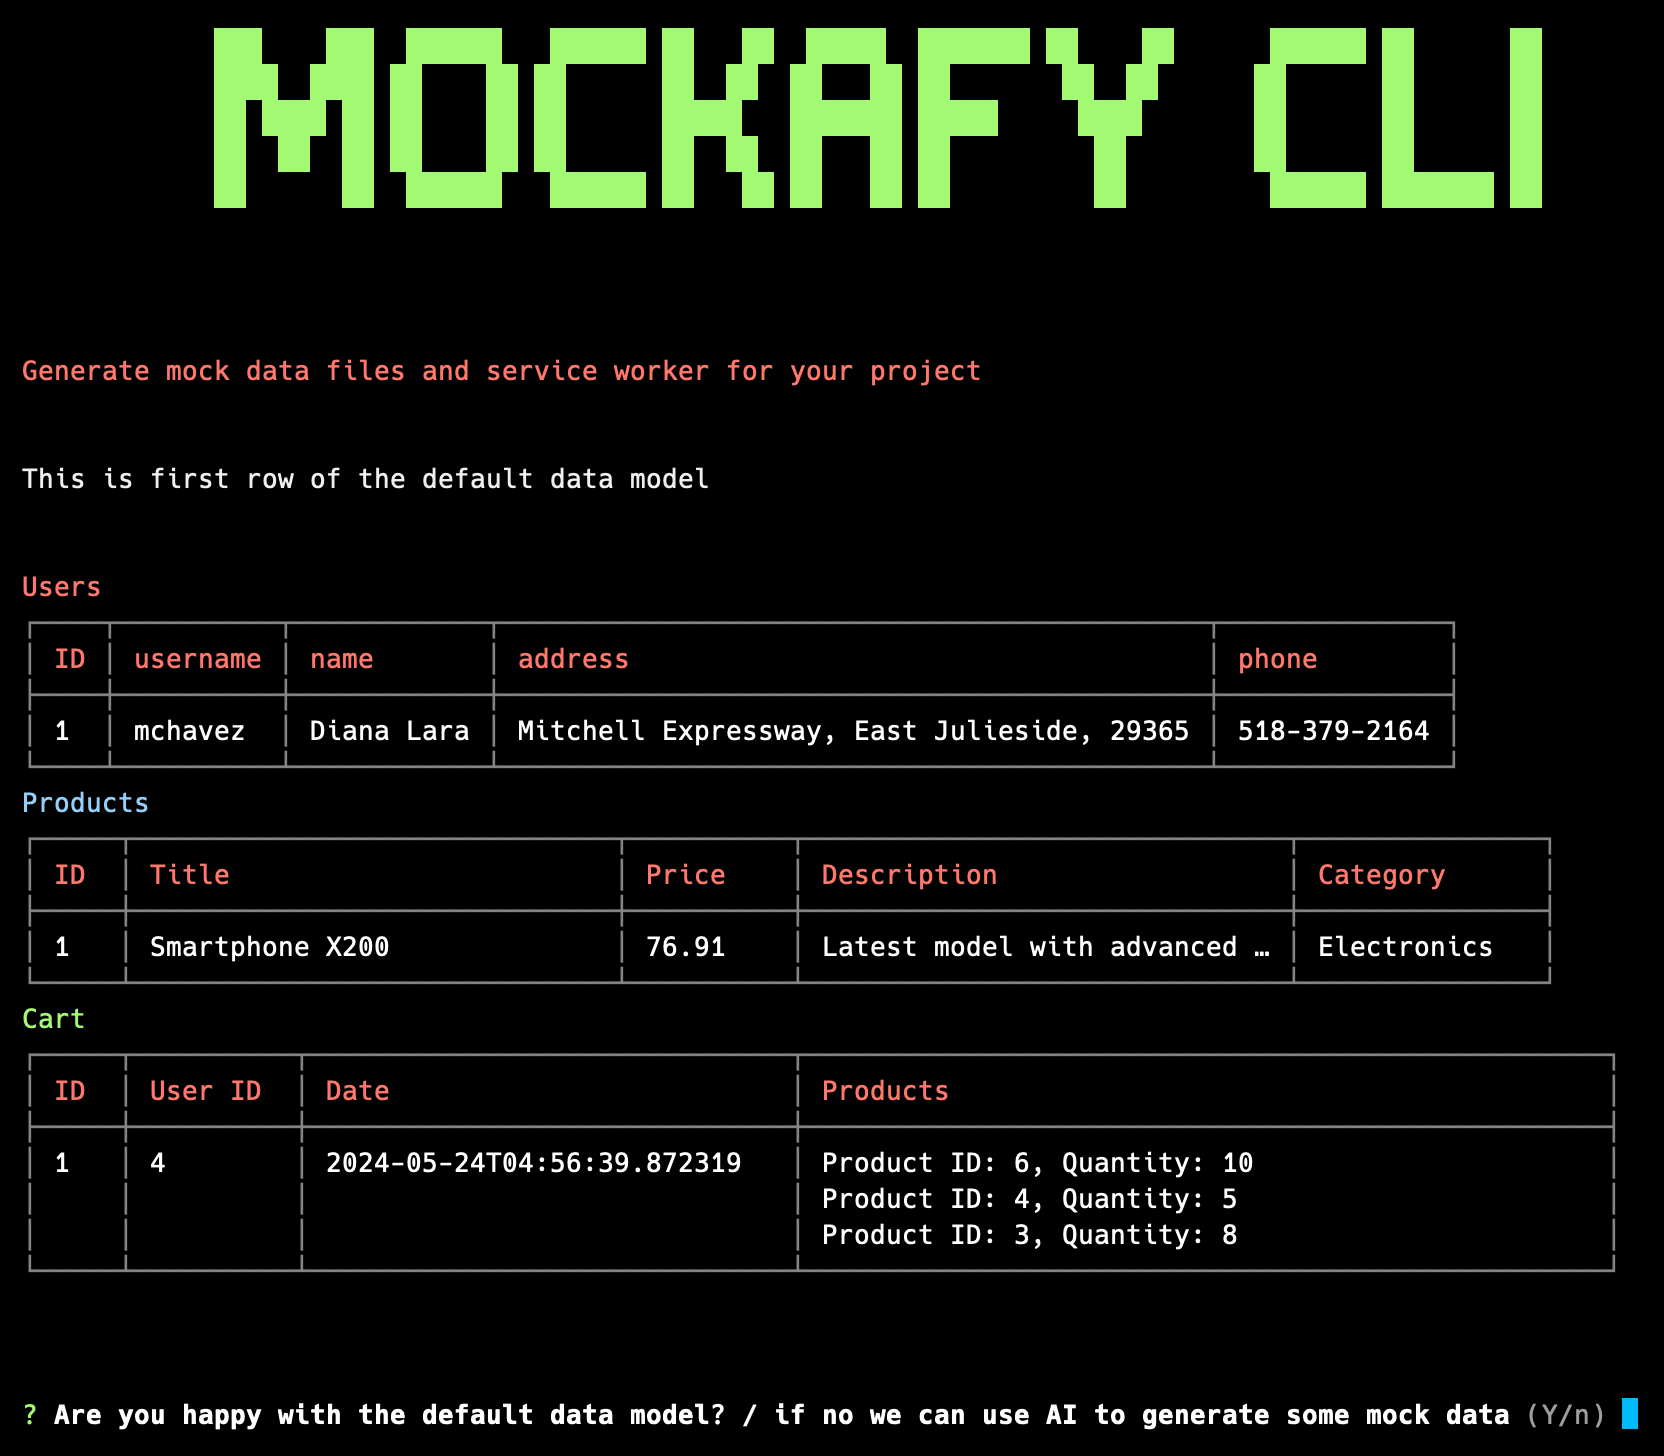 MOCKAFY CLI
Generate mock data files and service worker for your project
This is first row of the default data model
Users
ID username name address phone
1 mchavez Diana Lara Mitchell Expressway, East Julieside, 29365 518-379-2164
Products
ID Title Price Description Category
1 Smartphone X200 76.91 Latest model with advanced … Electronics
Cart
ID User ID Date Products
1 4 2024-05-24T04:56:39.872319 Product ID: 6, Quantity: 10
Product ID: 4, Quantity: 5
Product ID: 3, Quantity: 8
? Are you happy with the default data model? / if no we can use AI to generate some mock data (Y/n)